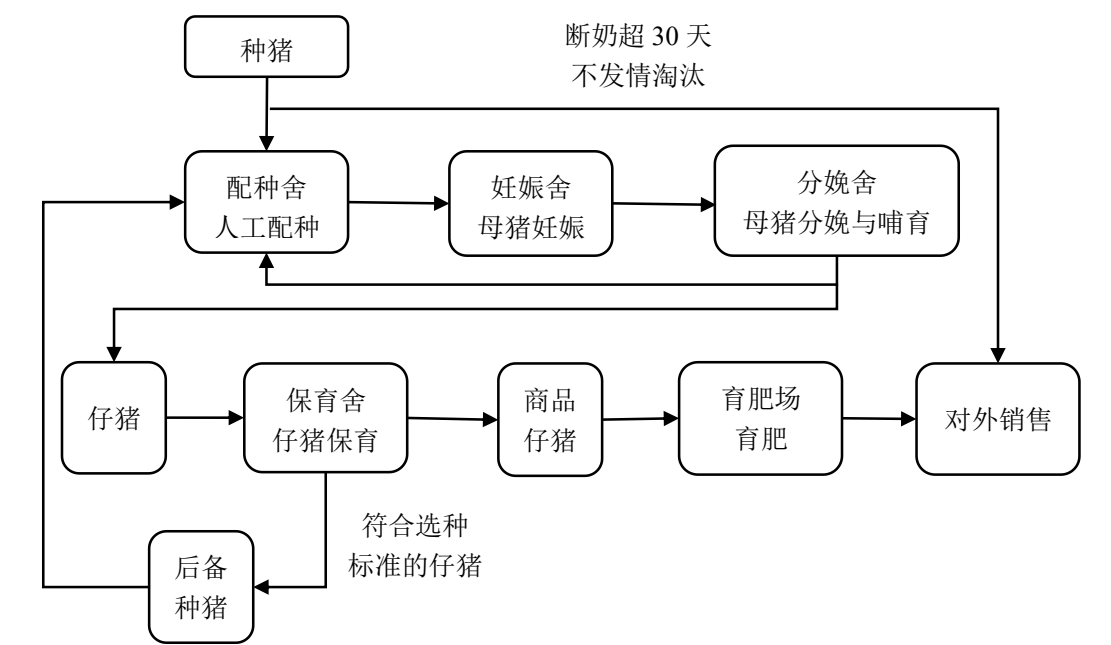 种猪
断奶超 30 天
不发情淘汰
配种舍
人工配种
妊娠舍
母猪妊娠
分娩舍
母猪分娩与哺育
仔猪
保育舍
仔猪保育
商品
仔猪
育肥场
育肥
对外销售
符合选种
标准的仔猪
后备
种猪